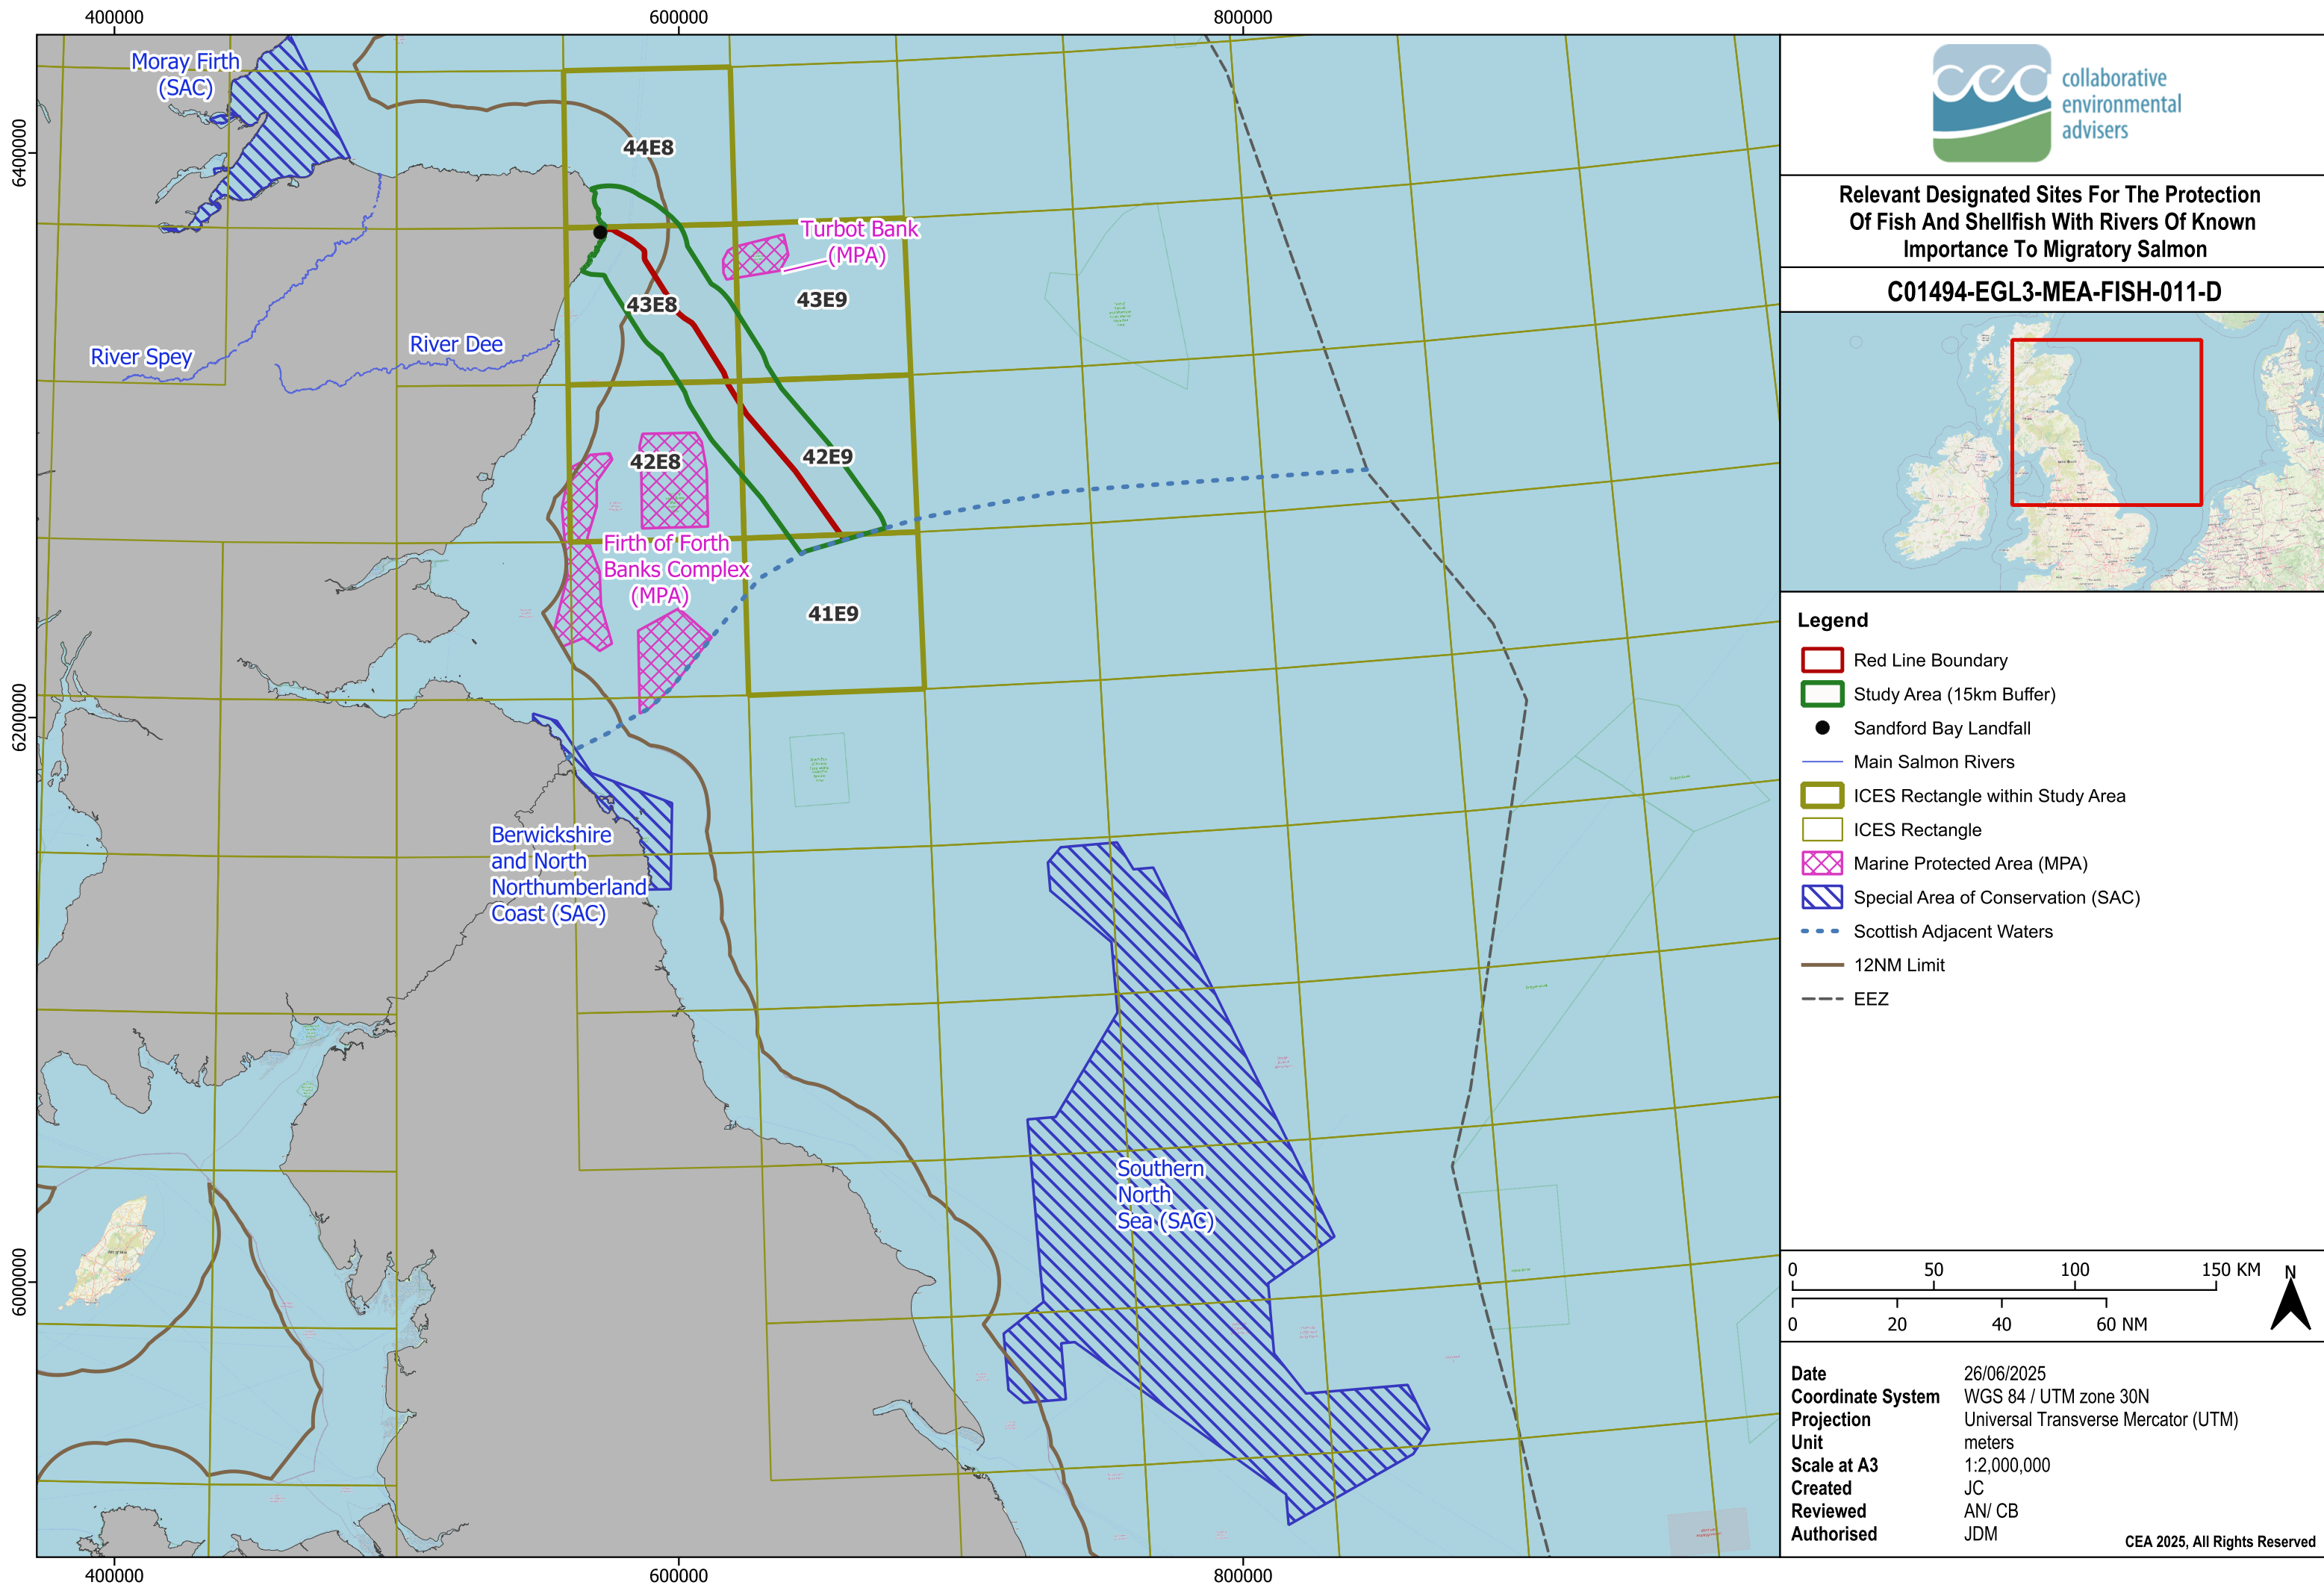 400000
600000
800000
6400000
6200000
6000000
400000
600000
800000
Moray Firth
(SAC)
44E8
Turbot Bank
(MPA)
43E8
43E9
River Spey
River Dee
42E8
42E9
Firth of Forth
Banks Complex
(MPA)
41E9
Berwickshire
and North
Northumberland
Coast (SAC)
Southern
North
Sea (SAC)
cea
collaborative
environmental
advisers
Relevant Designated Sites For The Protection
Of Fish And Shellfish With Rivers Of Known
Importance To Migratory Salmon
C01494-EGL3-MEA-FISH-011-D
Legend
Red Line Boundary
Study Area (15km Buffer)
Sandford Bay Landfall
Main Salmon Rivers
ICES Rectangle within Study Area
ICES Rectangle
Marine Protected Area (MPA)
Special Area of Conservation (SAC)
Scottish Adjacent Waters
12NM Limit
EEZ
0 50 100 150 KM
N
0 20 40 60 NM
Date 26/06/2025
Coordinate System WGS 84 / UTM zone 30N
Projection Universal Transverse Mercator (UTM)
Unit meters
Scale at A3 1:2,000,000
Created JC
Reviewed AN/ CB
Authorised JDM
CEA 2025, All Rights Reserved